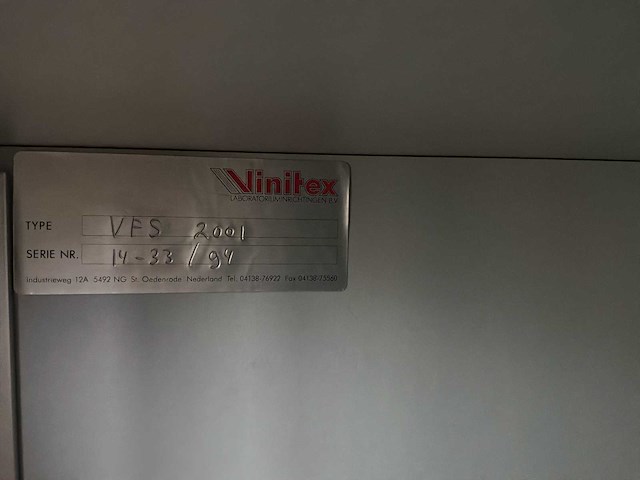 Vinitex
LABORATORIUMINRICHTINGEN B.V.
TYPE VFS 2001
SERIE NR. 14-33 / 94
Industrieweg 12A 5492 NG St. Oedenrode Nederland Tel. 04138-76922 Fax 04138-73560